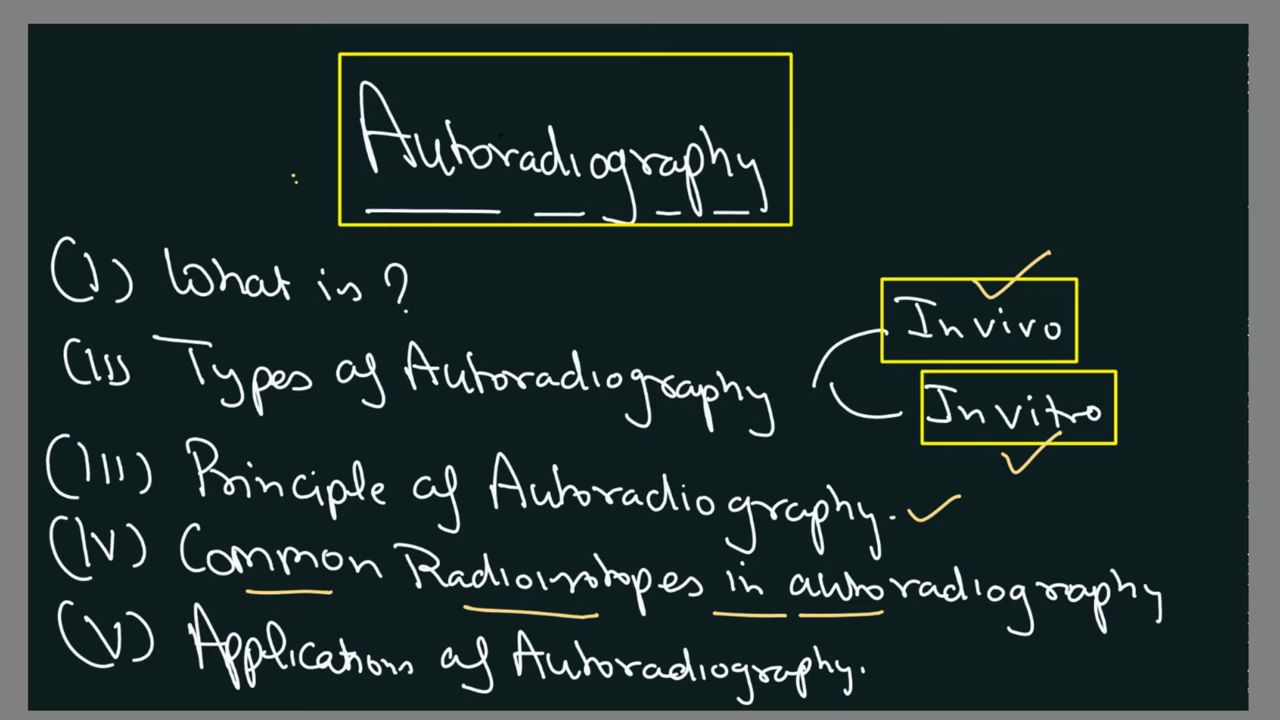 Autoradiography
(I) What is ?
(II) Types of Autoradiography
Invivo
Invitro
(III) Principle of Autoradiography.
(IV) Common Radioisotopes in autoradiography
(V) Applications of Autoradiography.